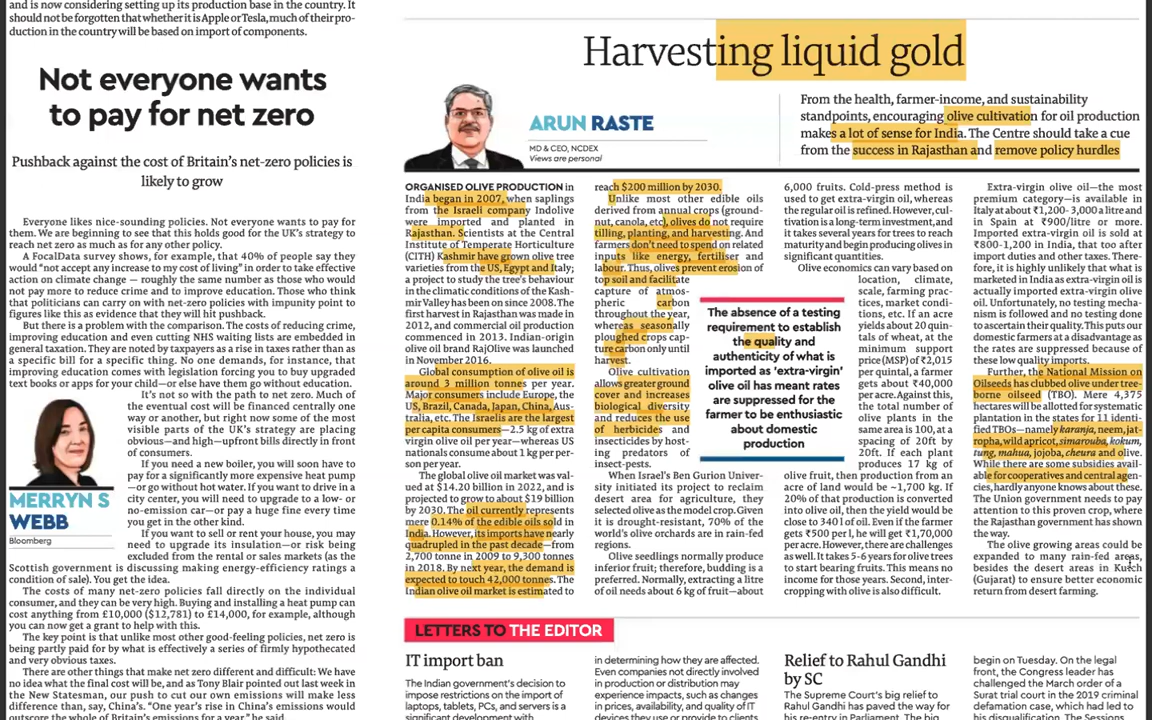 and is now considering setting up its production base in the country. It
should not be forgotten that whether it is Apple or Tesla, much of their pro-
duction in the country will be based on import of components.
Not everyone wants
to pay for net zero
Pushback against the cost of Britain's net-zero policies is
likely to grow
Everyone likes nice-sounding policies. Not everyone wants to pay for
them. We are beginning to see that this holds good for the UK's strategy to
reach net zero as much as for any other policy.
A FocalData survey shows, for example, that 40% of people say they
would “not accept any increase to my cost of living” in order to take effective
action on climate change — roughly the same number as those who would
not pay more to reduce crime and to improve education. Those who think
that politicians can carry on with net-zero policies with impunity point to
figures like this as evidence that they will hit pushback.
But there is a problem with the comparison. The costs of reducing crime,
improving education and even cutting NHS waiting lists are embedded in
general taxation. They are noted by taxpayers as a rise in taxes rather than as
a specific bill for a specific thing. No one demands, for instance, that
improving education comes with legislation forcing you to buy upgraded
text books or apps for your child—or else have them go without education.
It's not so with the path to net zero. Much of
the eventual cost will be financed centrally one
way or another, but right now some of the most
visible parts of the UK's strategy are placing
obvious—and high—upfront bills directly in front
of consumers.
If you need a new boiler, you will soon have to
pay for a significantly more expensive heat pump
—or go without hot water. If you want to drive in a
city center, you will need to upgrade to a low- or
no-emission car—or pay a huge fine every time
you get in the other kind.
If you want to sell or rent your house, you may
need to upgrade its insulation—or risk being
excluded from the rental or sales markets (as the
MERRYN S
WEBB
Bloomberg
Scottish government is discussing making energy-efficiency ratings a
condition of sale). You get the idea.
The costs of many net-zero policies fall directly on the individual
consumer, and they can be very high. Buying and installing a heat pump can
cost anything from £10,000 ($12,781) to £14,000, for example, although
you can now get a grant to help with this.
The key point is that unlike most other good-feeling policies, net zero is
being partly paid for by what is effectively a series of firmly hypothecated
and very obvious taxes.
There are other things that make net zero different and difficult: We have
no idea what the final cost will be, and as Tony Blair pointed out last week in
the New Statesman, our push to cut our own emissions will make less
difference than, say, China's. “One year's rise in China's emissions would
outscore the whole of Britain's emissions for a year,” he said.
Harvesting liquid gold
ARUN RASTE
MD & CEO, NCDEX
Views are personal
From the health, farmer-income, and sustainability
standpoints, encouraging olive cultivation for oil production
makes a lot of sense for India. The Centre should take a cue
from the success in Rajasthan and remove policy hurdles
ORGANISED OLIVE PRODUCTION in
India began in 2007, when saplings
from the Israeli company Indolive
were imported and planted in
Rajasthan. Scientists at the Central
Institute of Temperate Horticulture
(CITH) Kashmir have grown olive tree
varieties from the US, Egypt and Italy;
a project to study the tree's behaviour
in the climatic conditions of the Kash-
mir Valley has been on since 2008. The
first harvest in Rajasthan was made in
2012, and commercial oil production
commenced in 2013. Indian-origin
olive oil brand RajOlive was launched
in November 2016.
Global consumption of olive oil is
around 3 million tonnes per year.
Major consumers include Europe, the
US, Brazil, Canada, Japan, China, Aus-
tralia, etc. The Israelis are the largest
per capita consumers—2.5 kg of extra
virgin olive oil per year—whereas US
nationals consume about 1 kg per per-
son per year.
The global olive oil market was val-
ued at $14.20 billion in 2022, and is
projected to grow to about $19 billion
by 2030. The oil currently represents
mere 0.14% of the edible oils sold in
India. However, its imports have nearly
quadrupled in the past decade—from
2,700 tonnes in 2009 to 9,300 tonnes
in 2018. By next year, the demand is
expected to touch 42,000 tonnes. The
Indian olive oil market is estimated to
reach $200 million by 2030.
Unlike most other edible oils
derived from annual crops (ground-
nut, canola, etc), olives do not require
tilling, planting, and harvesting. And
farmers don't need to spend on related
inputs like energy, fertiliser and
labour. Thus, olives prevent erosion of
top soil and facilitate
capture of atmos-
pheric carbon
throughout the year,
whereas seasonally
ploughed crops cap-
ture carbon only until
harvest.
Olive cultivation
allows greater ground
cover and increases
biological diversity
and reduces the use
of herbicides and
insecticides by host-
ing predators of
insect-pests.
When Israel's Ben Gurion Univer-
sity initiated its project to reclaim
desert area for agriculture, they
selected olive as the model crop. Given
it is drought-resistant, 70% of the
world's olive orchards are in rain-fed
regions.
Olive seedlings normally produce
inferior fruit; therefore, budding is a
preferred. Normally, extracting a litre
of oil needs about 6 kg of fruit—about
The absence of a testing
requirement to establish
the quality and
authenticity of what is
imported as 'extra-virgin'
olive oil has meant rates
are suppressed for the
farmer to be enthusiastic
about domestic
production
6,000 fruits. Cold-press method is
used to get extra-virgin oil, whereas
the regular oil is refined. However, cul-
tivation is a long-term investment, and
it takes several years for trees to reach
maturity and begin producing olives in
significant quantities.
Olive economics can vary based on
location, climate,
scale, farming prac-
tices, market condi-
tions, etc. If an acre
yields about 20 quin-
tals of wheat, at the
minimum support
price (MSP) of ₹2,015
per quintal, a farmer
gets about ₹40,000
per acre. Against this,
the total number of
olive plants in the
same area is 100, at a
spacing of 20ft by
20ft. If each plant
produces 17 kg of
olive fruit, then production from an
acre of land would be ~1,700 kg. If
20% of that production is converted
into olive oil, then the yield would be
close to 340 l of oil. Even if the farmer
gets ₹500 per l, he will get ₹1,70,000
per acre. However, there are challenges
as well. It takes 5-6 years for olive trees
to start bearing fruits. This means no
income for those years. Second, inter-
cropping with olive is also difficult.
Extra-virgin olive oil—the most
premium category—is available in
Italy at about ₹1,200- 3,000 a litre and
in Spain at ₹900/litre or more.
Imported extra-virgin oil is sold at
₹800-1,200 in India, that too after
import duties and other taxes. There-
fore, it is highly unlikely that what is
marketed in India as extra-virgin oil is
actually imported extra-virgin olive
oil. Unfortunately, no testing mecha-
nism is followed and no testing done
to ascertain their quality. This puts our
domestic farmers at a disadvantage as
the rates are suppressed because of
these low quality imports.
Further, the National Mission on
Oilseeds has clubbed olive under tree-
borne oilseed (TBO). Mere 4,375
hectares will be allotted for systematic
plantation in the states for 11 identi-
fied TBOs—namely karanja, neem, jat-
ropha, wild apricot, simarouba, kokum,
tung, mahua, jojoba, cheura and olive.
While there are some subsidies avail-
able for cooperatives and central agen-
cies, hardly anyone knows about these.
The Union government needs to pay
attention to this proven crop, where
the Rajasthan government has shown
the way.
The olive growing areas could be
expanded to many rain-fed areas,
besides the desert areas in Kutch
(Gujarat) to ensure better economic
return from desert farming.
LETTERS TO THE EDITOR
IT import ban
The Indian government's decision to
impose restrictions on the import of
laptops, tablets, PCs, and servers is a
significant development with
in determining how they are affected.
Even companies not directly involved
in production or distribution may
experience impacts, such as changes
in prices, availability, and quality of IT
devices they use or provide to clients
Relief to Rahul Gandhi
by SC
The Supreme Court's big relief to
Rahul Gandhi has paved the way for
his re-entry in Parliament. The big
begin on Tuesday. On the legal
front, the Congress leader has
challenged the March order of a
Surat trial court in the 2019 criminal
defamation case, which had led to
his disqualification. The Sessions